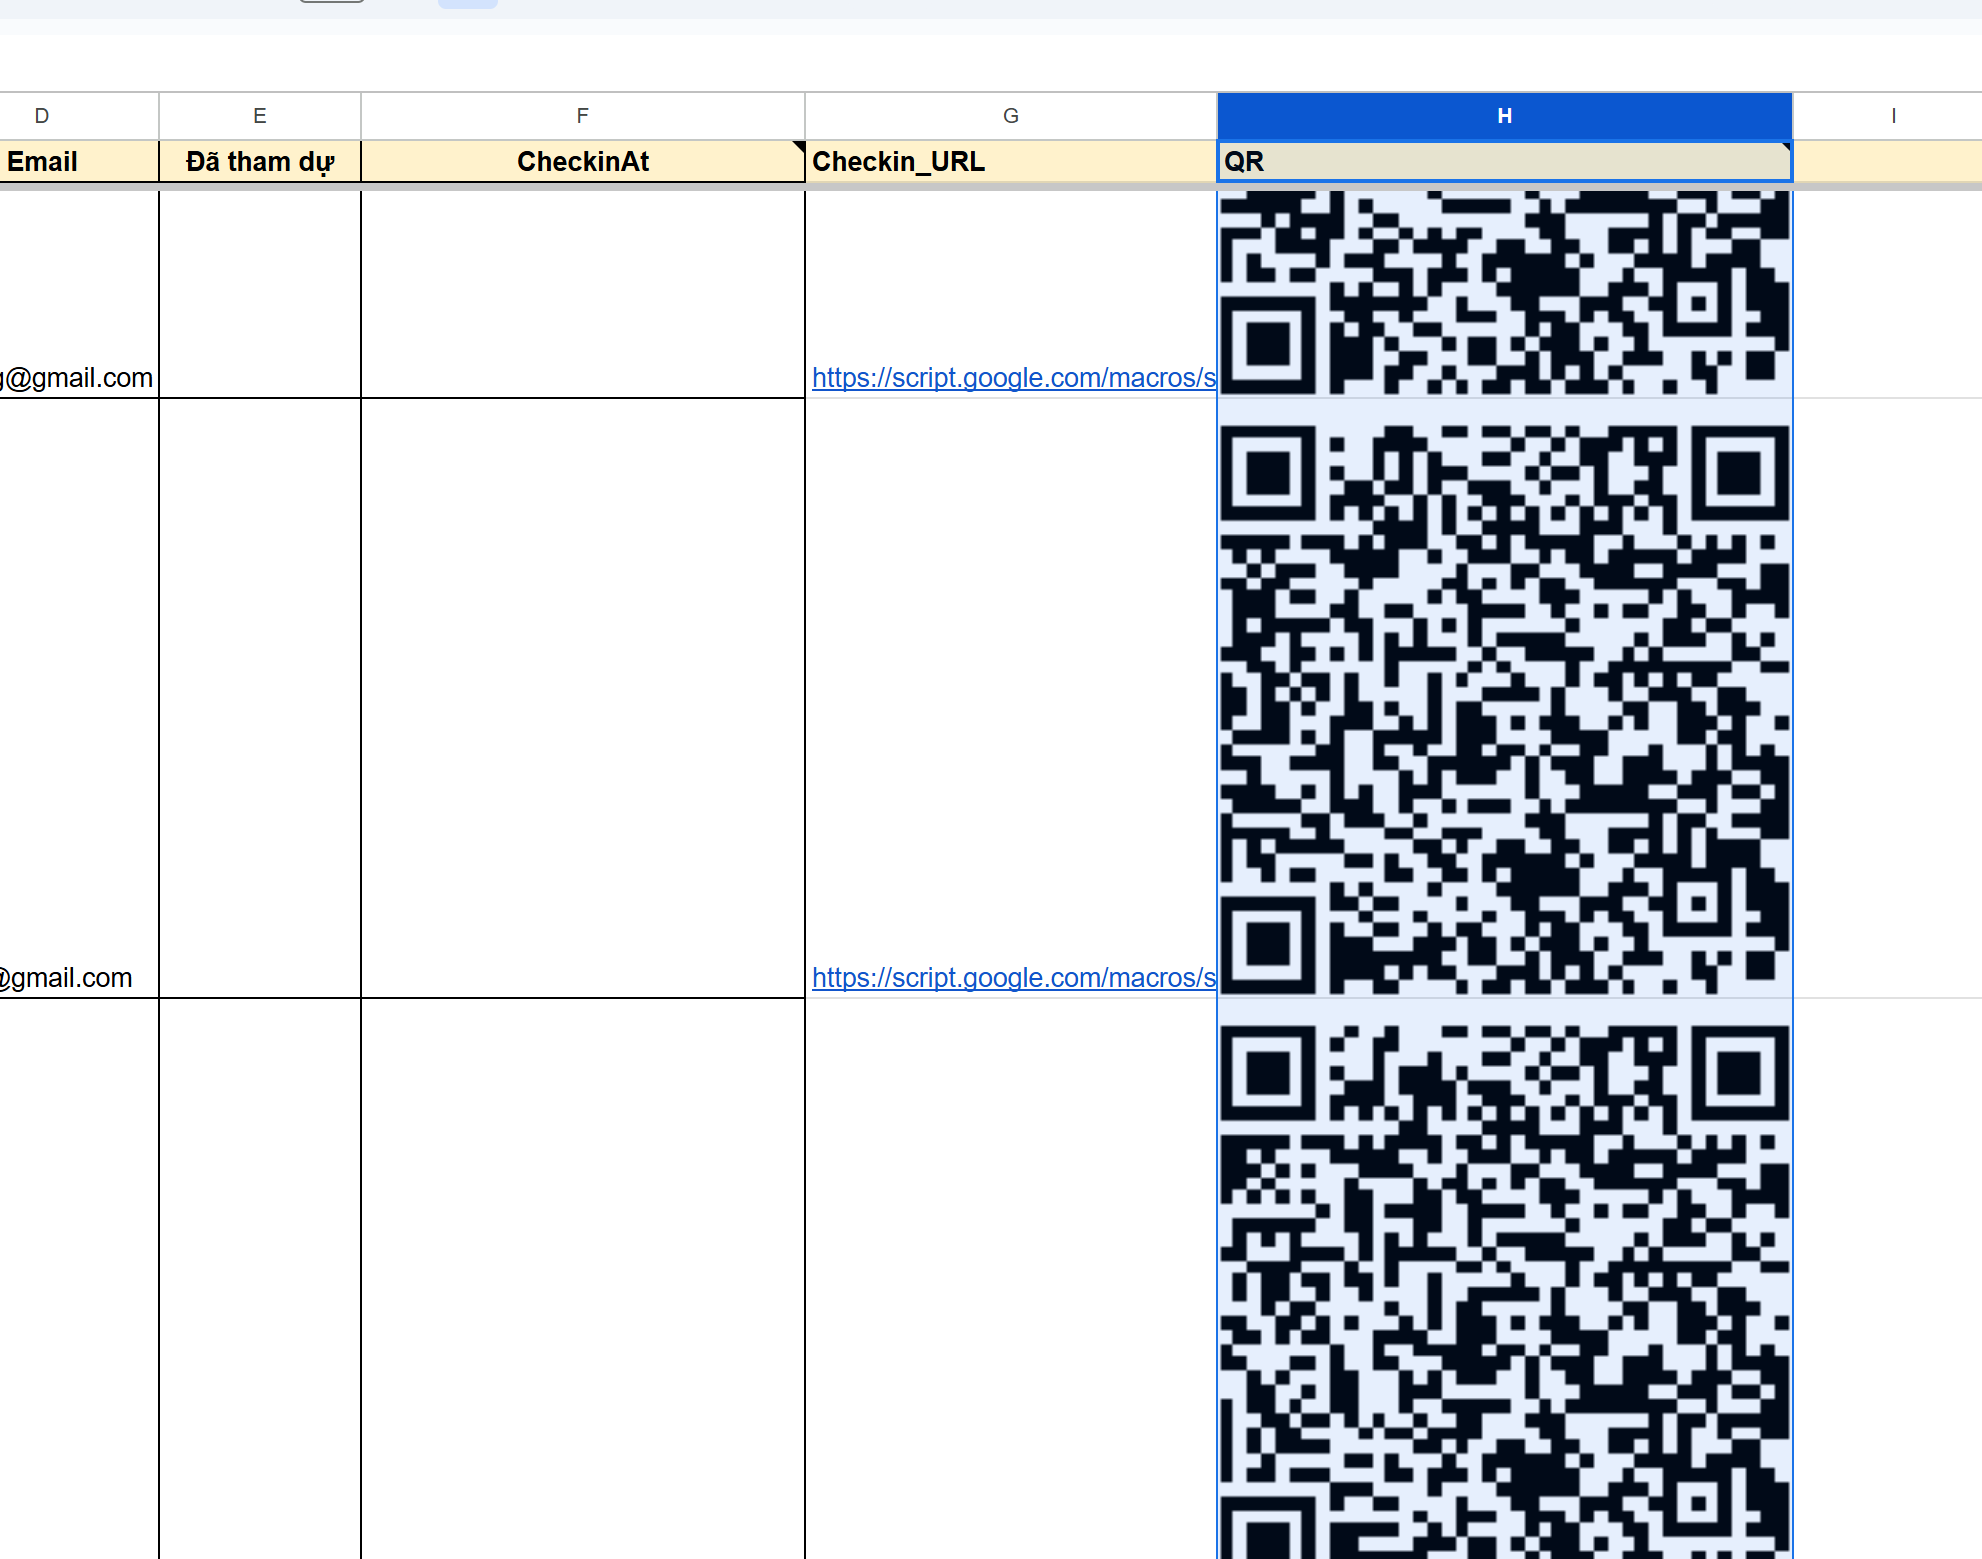 D E F G H I
Email Đã tham dự CheckinAt Checkin_URL QR
g@gmail.com https://script.google.com/macros/s
@gmail.com https://script.google.com/macros/s